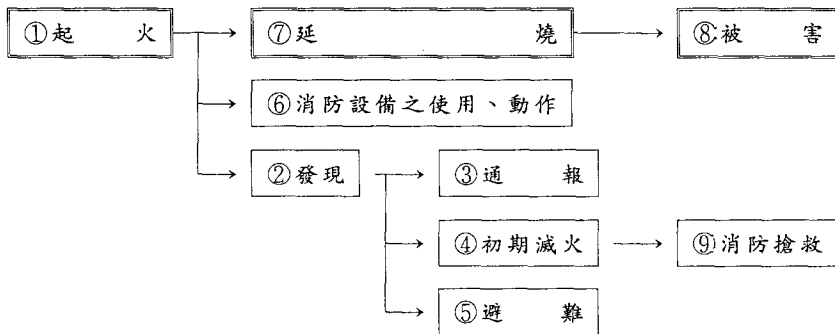 ①起火 ⑦延燒 ⑧被害
⑥消防設備之使用、動作
②發現 ③通報
④初期滅火 ⑨消防搶救
⑤避難